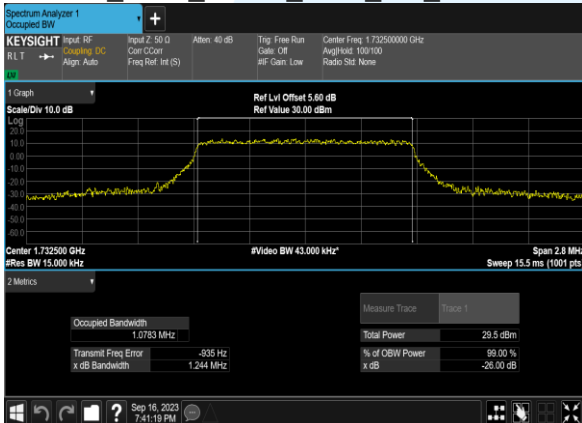 Spectrum Analyzer 1
Occupied BW
KEYSIGHT Input: RF Input Z: 50 Ω Atten: 40 dB Trig: Free Run Center Freq: 1.732500000 GHz
Coupling: DC Corr CCorr Gate: Off Avg|Hold: 100/100
R L T Align: Auto Freq Ref: Int (S) #IF Gain: Low Radio Std: None
1 Graph
Ref Lvl Offset 5.60 dB
Scale/Div 10.0 dB Ref Value 30.00 dBm
Log
20.0
10.0
0.00
-10.0
-20.0
-30.0
-40.0
-50.0
-60.0
Center 1.732500 GHz #Video BW 43.000 kHz* Span 2.8 MHz
#Res BW 15.000 kHz Sweep 15.5 ms (1001 pts)
2 Metrics
Measure Trace Trace 1
Occupied Bandwidth
1.0783 MHz Total Power 29.5 dBm
Transmit Freq Error -935 Hz % of OBW Power 99.00 %
x dB Bandwidth 1.244 MHz x dB -26.00 dB
Sep 16, 2023
7:41:19 PM